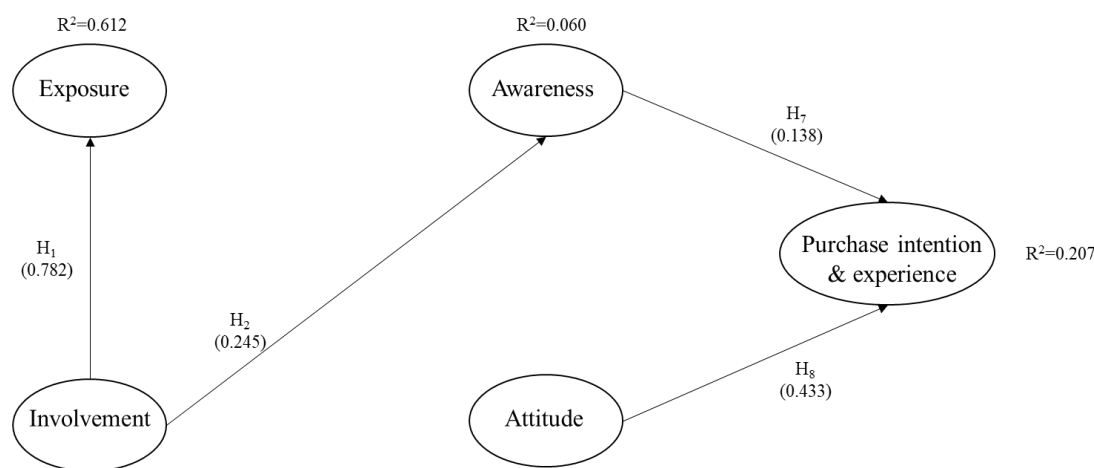 R²=0.612
R²=0.060
Exposure
Awareness
H₇
(0.138)
Purchase intention
& experience
R²=0.207
H₁
(0.782)
H₂
(0.245)
H₈
(0.433)
Involvement
Attitude